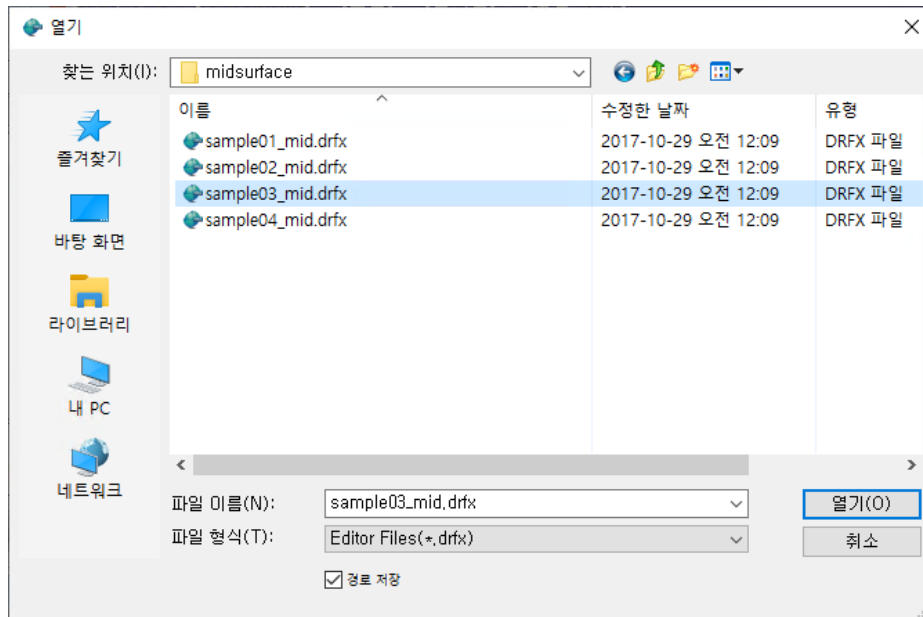 열기
찾는 위치(I): midsurface
이름 수정한 날짜 유형
sample01_mid.drfx 2017-10-29 오전 12:09 DRFX 파일
sample02_mid.drfx 2017-10-29 오전 12:09 DRFX 파일
sample03_mid.drfx 2017-10-29 오전 12:09 DRFX 파일
sample04_mid.drfx 2017-10-29 오전 12:09 DRFX 파일
즐겨찾기
바탕 화면
라이브러리
내 PC
네트워크
파일 이름(N): sample03_mid.drfx 열기(O)
파일 형식(T): Editor Files(*.drfx) 취소
경로 저장